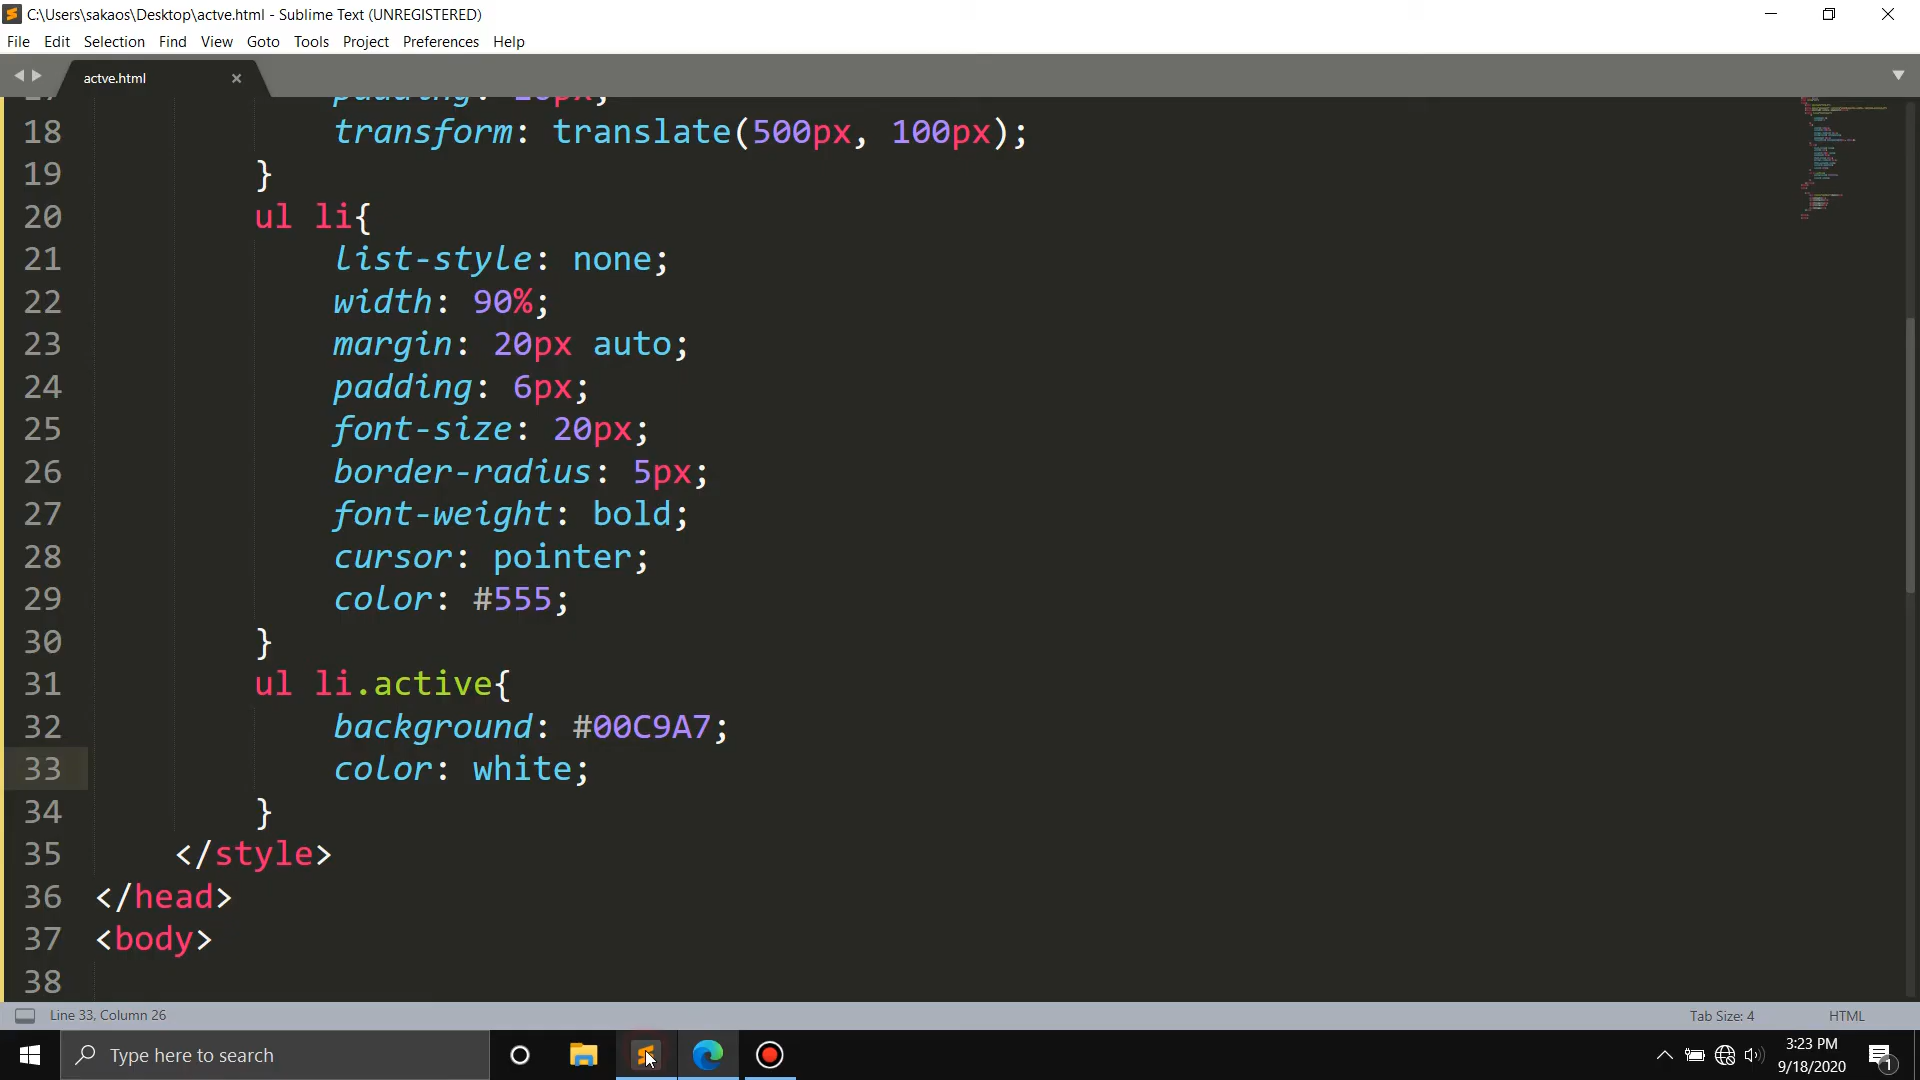 C:\Users\sakaos\Desktop\actve.html - Sublime Text (UNREGISTERED)
File Edit Selection Find View Goto Tools Project Preferences Help
actve.html
18 transform: translate(500px, 100px);
19 }
20 ul li{
21 list-style: none;
22 width: 90%;
23 margin: 20px auto;
24 padding: 6px;
25 font-size: 20px;
26 border-radius: 5px;
27 font-weight: bold;
28 cursor: pointer;
29 color: #555;
30 }
31 ul li.active{
32 background: #00C9A7;
33 color: white;
34 }
35 </style>
36 </head>
37 <body>
38
Line 33, Column 26 Tab Size: 4 HTML
Type here to search
3:23 PM
9/18/2020
1